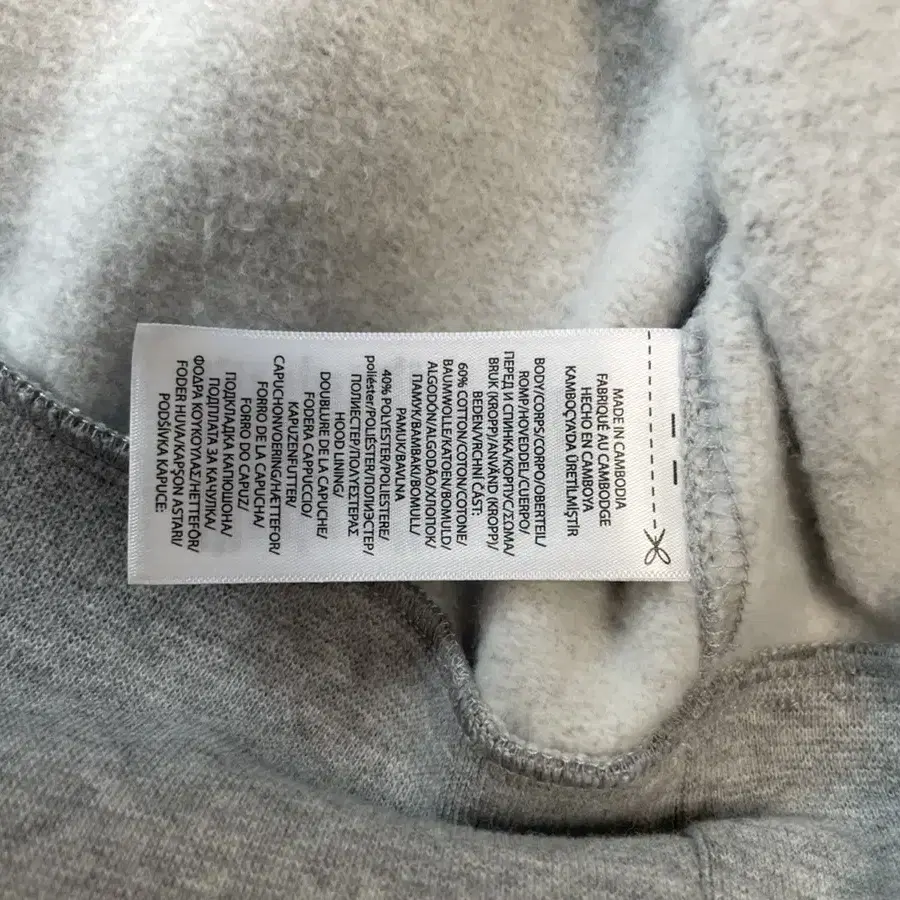 MADE IN CAMBODIA
FABRIQUÉ AU CAMBODGE
HECHO EN CAMBOYA
KAMBOÇYADA ÜRETILMIŞTIR
BODY/CORPS/CORPO/OBERTEIL/
ROMP/HOVEDDEL/CUERPO/
ПЕРЕД И СПИНКА/КОРПУС/ΣΩΜΑ/
BRUK (KROPP)/ANVÄND (KROPP)/
BEDEN/VRCHNÍ ČÁST:
60% COTTON/COTON/COTONE/
BAUMWOLLE/KATOEN/BOMULD/
ALGODÓN/ALGODÃO/ХЛОПОК/
ПАМУК/ΒΑΜΒΑΚΙ/BOMULL/
PAMUK/BAVLNA
40% POLYESTER/POLIESTERE/
poliéster/POLIÉSTER/ПОЛИЭСТЕР/
ПОЛИЕСТЕР/ΠΟΛΥΕΣΤΕΡΑΣ
HOOD LINING/
DOUBLURE DE LA CAPUCHE/
FODERA CAPPUCCIO/
KAPUZENFUTTER/
CAPUCHONVOERING/HÆTTEFOR/
FORRO DE LA CAPUCHA/
FORRO DO CAPUZ/
ПОДКЛАДКА КАПЮШОНА/
ПОДПЛАТА ЗА КАЧУЛКА/
ΦΟΔΡΑ ΚΟΥΚΟΥΛΑΣ/HETTEFÔR/
FODER HUVA/KAPŞON ASTARI/
PODŠÍVKA KAPUCE: